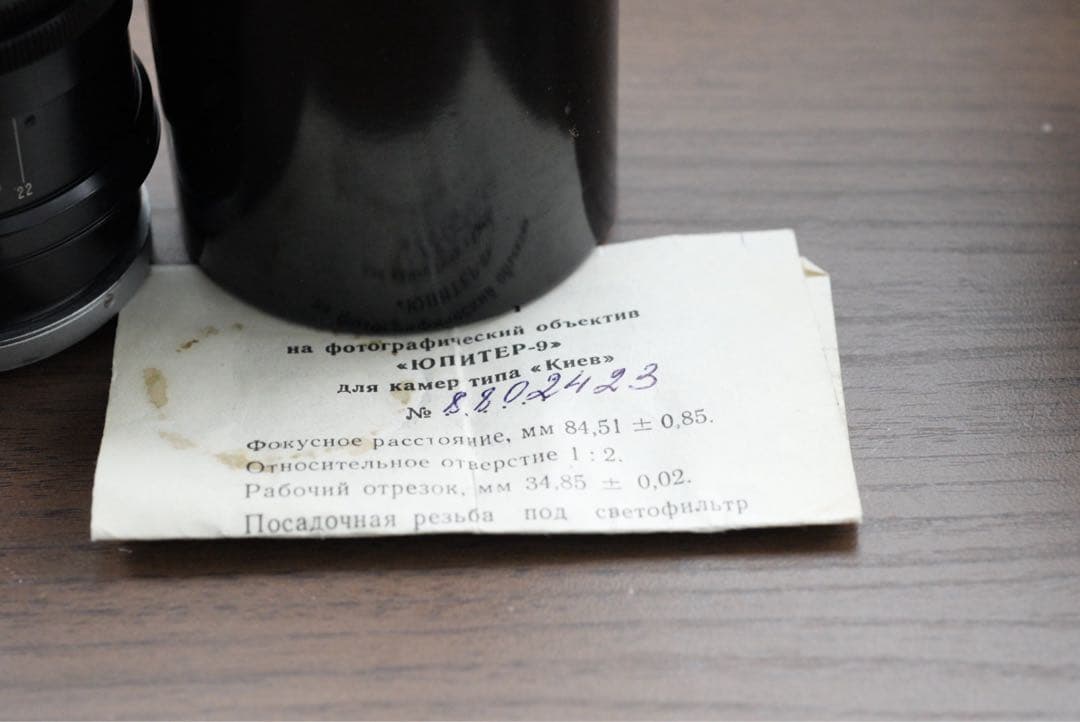 22
на фотографический объектив
«ЮПИТЕР-9»
для камер типа «Киев»
№ 8802423
Фокусное расстояние, мм 84,51 ± 0,85.
Относительное отверстие 1 : 2.
Рабочий отрезок, мм 34,85 ± 0,02.
Посадочная резьба под светофильтр